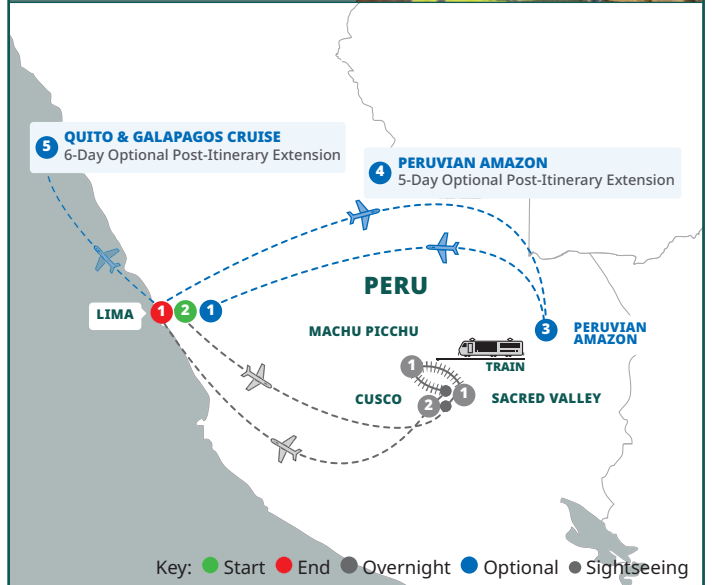 5
QUITO & GALAPAGOS CRUISE
6-Day Optional Post-Itinerary Extension
4
PERUVIAN AMAZON
5-Day Optional Post-Itinerary Extension
PERU
LIMA
1
2
1
MACHU PICCHU
3
PERUVIAN
AMAZON
TRAIN
1
CUSCO
2
1
SACRED VALLEY
Key: Start End Overnight Optional Sightseeing